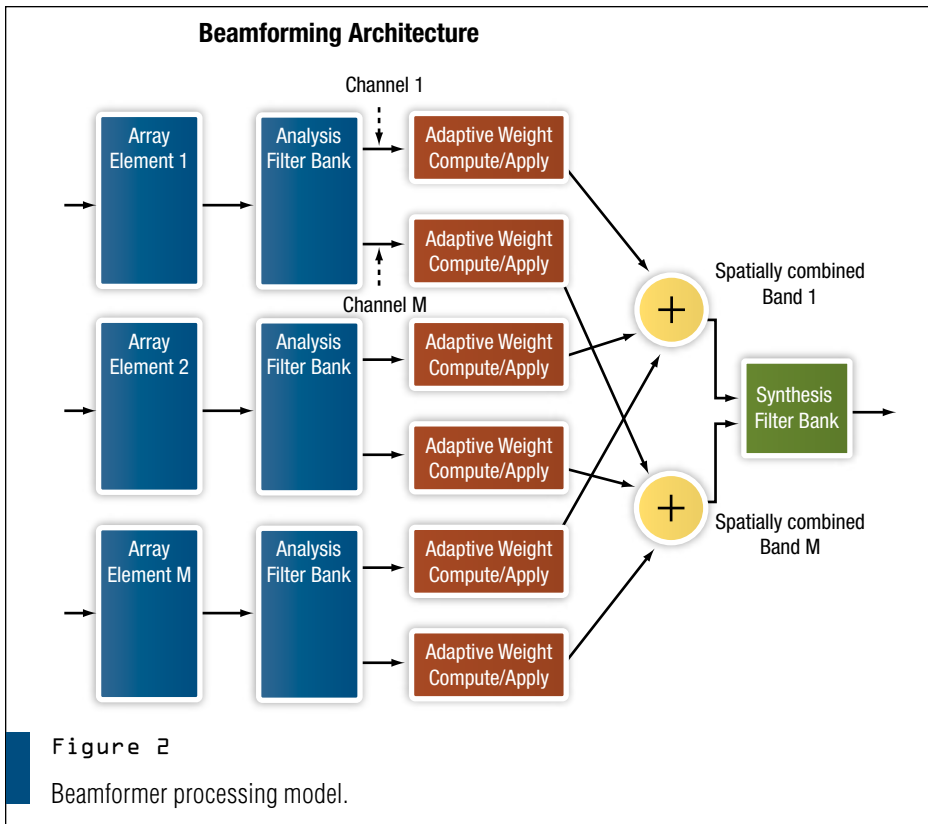 Beamforming Architecture
Channel 1
Array
Element 1
Analysis
Filter Bank
Adaptive Weight
Compute/Apply
Adaptive Weight
Compute/Apply
Channel M
Spatially combined
Band 1
Array
Element 2
Analysis
Filter Bank
Adaptive Weight
Compute/Apply
Adaptive Weight
Compute/Apply
+
Synthesis
Filter Bank
+
Spatially combined
Band M
Array
Element M
Analysis
Filter Bank
Adaptive Weight
Compute/Apply
Adaptive Weight
Compute/Apply
Figure 2
Beamformer processing model.